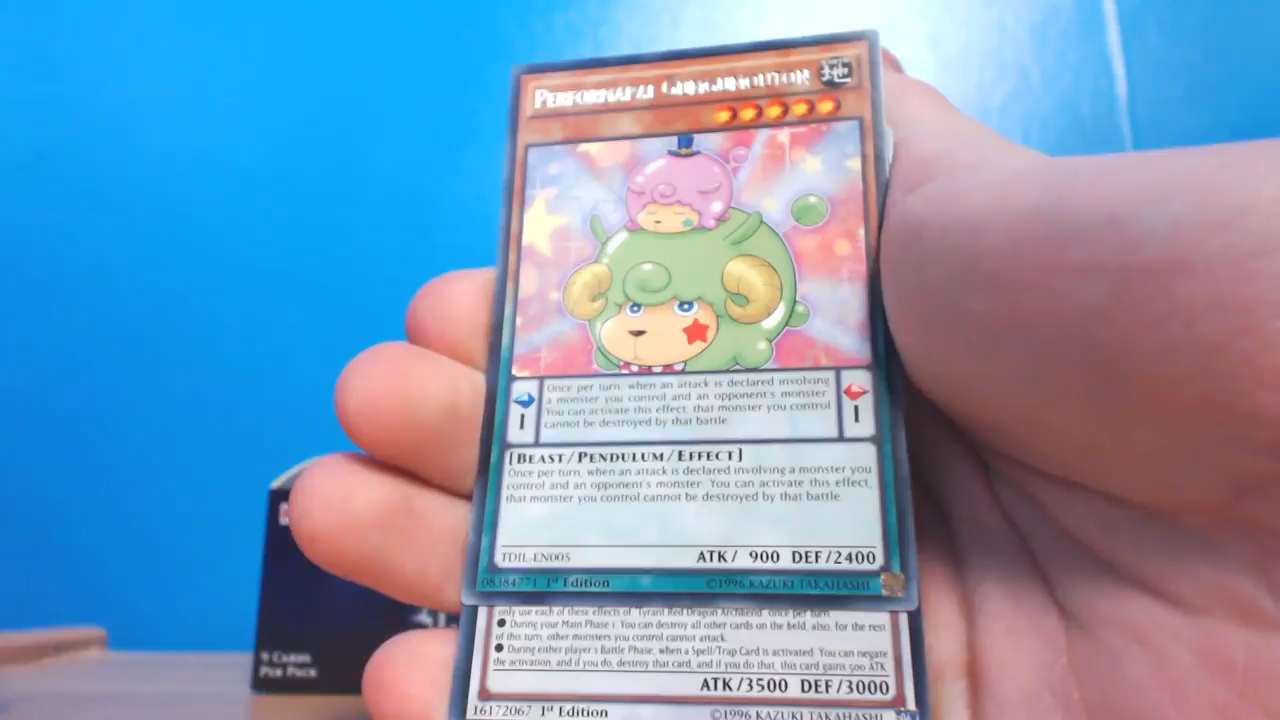 PERFORMAPAL GUMGUMOUTON
地
Once per turn, when an attack is declared involving
a monster you control and an opponent's monster:
You can activate this effect; that monster you control
cannot be destroyed by that battle.
1
1
[BEAST/PENDULUM/EFFECT]
Once per turn, when an attack is declared involving a monster you
control and an opponent's monster: You can activate this effect;
that monster you control cannot be destroyed by that battle.
TDIL-EN005
ATK/ 900 DEF/2400
08384771 1st Edition
©1996 KAZUKI TAKAHASHI
only use each of these effects of "Tyrant Red Dragon Archfiend" once per turn.
● During your Main Phase 1: You can destroy all other cards on the field, also, for the rest
of this turn, other monsters you control cannot attack.
● During either player's Battle Phase, when a Spell/Trap Card is activated: You can negate
the activation, and if you do, destroy that card, and if you do that, this card gains 500 ATK.
ATK/3500 DEF/3000
16172067 1st Edition
©1996 KAZUKI TAKAHASHI
9 CARDS
PER PACK